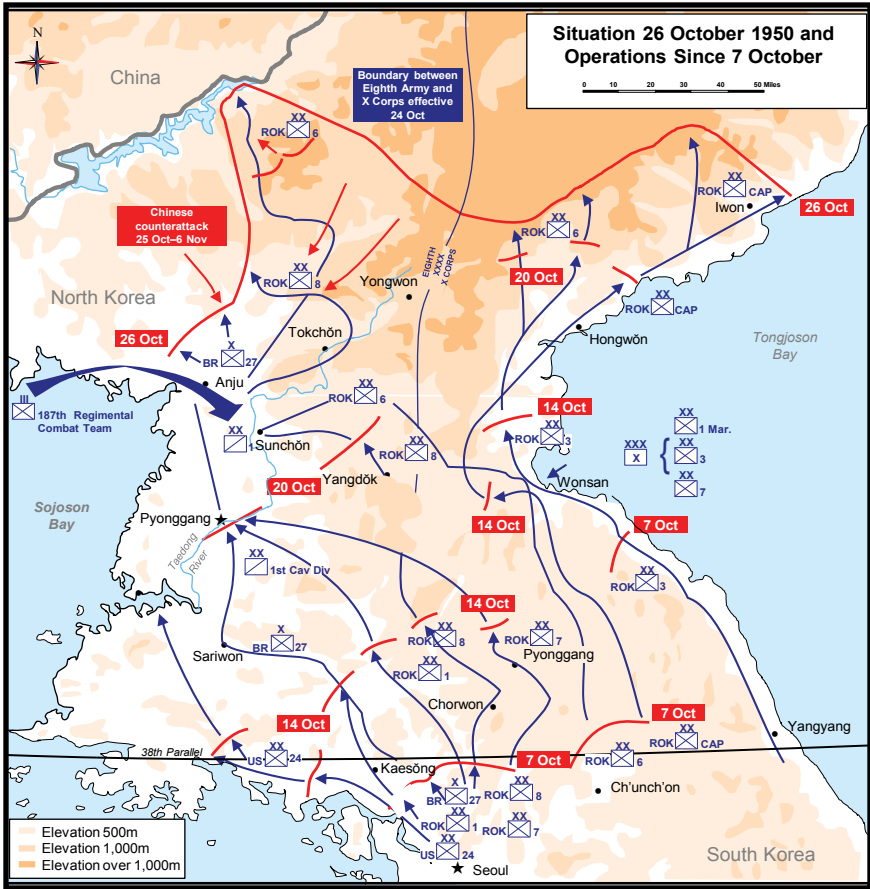 Situation 26 October 1950 and
Operations Since 7 October
0 10 20 30 40 50 Miles
N
China
Boundary between
Eighth Army and
X Corps effective
24 Oct
XX
ROK 6
XX
ROK CAP
Iwon
26 Oct
Chinese
counterattack
25 Oct–6 Nov
XX
ROK 6
20 Oct
EIGHTH
XXXX
X CORPS
XX
ROK 8
Yongwon
North Korea
XX
ROK CAP
Hongwŏn
Tongjoson
Bay
Tokchŏn
26 Oct
X
BR 27
Anju
III
187th Regimental
Combat Team
XX
ROK 6
14 Oct
XX
1
Sunchŏn
XX
ROK 8
XX
ROK 3
XX
1 Mar.
XXX
X
{
XX
3
XX
7
Yangdŏk
Wonsan
20 Oct
Sojoson
Bay
Pyonggang
14 Oct
7 Oct
Taedong
River
XX
1st Cav Div
XX
ROK 3
14 Oct
X
BR 27
XX
ROK 8
XX
ROK 7
Sariwon
Pyonggang
XX
ROK 1
Chorwon
14 Oct
7 Oct
XX
ROK CAP
Yangyang
38th Parallel
XX
US 24
Kaesŏng
7 Oct
XX
ROK 6
X
BR 27
XX
ROK 8
Ch'unch'on
XX
ROK 1
XX
ROK 7
XX
US 24
Seoul
South Korea
Elevation 500m
Elevation 1,000m
Elevation over 1,000m